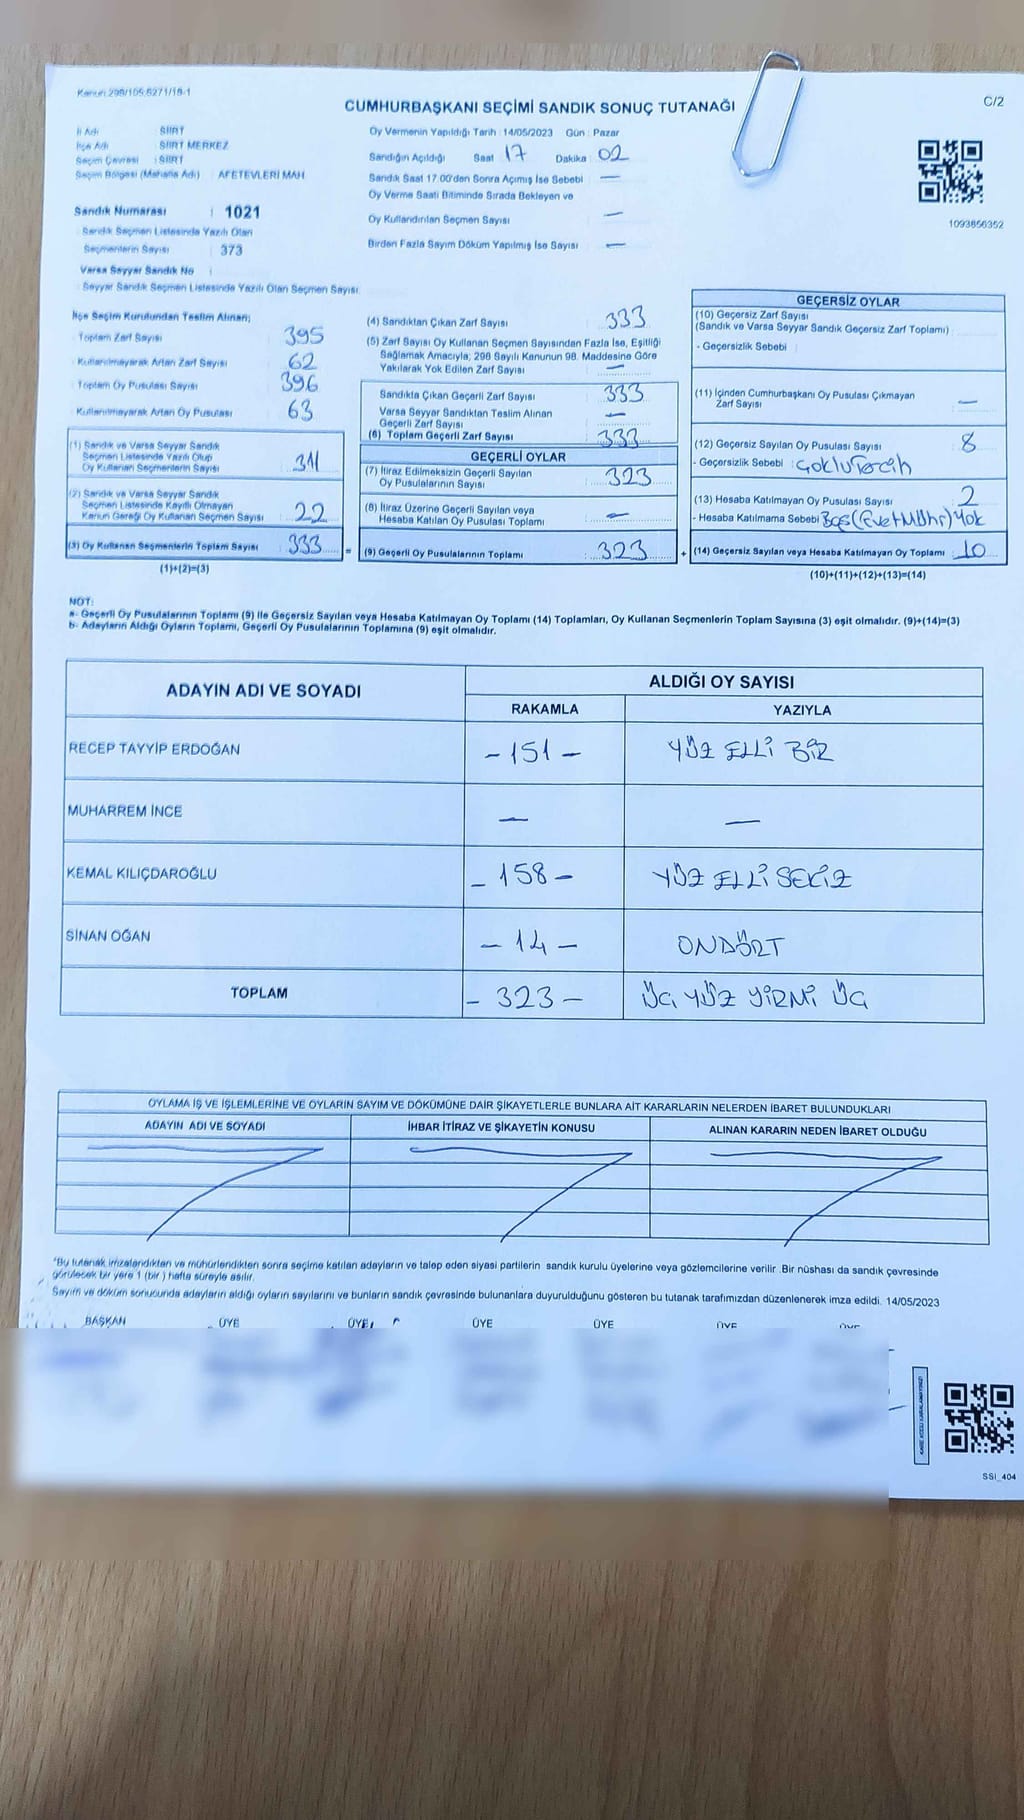 Kanun:298/105,6271/18-1
C/2
CUMHURBAŞKANI SEÇİMİ SANDIK SONUÇ TUTANAĞI
İl Adı : SİİRT
İlçe Adı : SİİRT MERKEZ
Seçim Çevresi : SİİRT
Seçim Bölgesi (Mahalle Adı) : AFETEVLERİ MAH.
Sandık Numarası : 1021
Sandık Seçmen Listesinde Yazılı Olan
Seçmenlerin Sayısı : 373
Varsa Seyyar Sandık No :
Seyyar Sandık Seçmen Listesinde Yazılı Olan Seçmen Sayısı:
Oy Vermenin Yapıldığı Tarih : 14/05/2023 Gün : Pazar
Sandığın Açıldığı Saat 17 Dakika 02
Sandık Saat 17.00'den Sonra Açımış İse Sebebi —
Oy Verme Saati Bitiminde Sırada Bekleyen ve
Oy Kullandırılan Seçmen Sayısı —
Birden Fazla Sayım Döküm Yapılmış İse Sayısı —
1093856352
İlçe Seçim Kurulundan Teslim Alınan;
Toplam Zarf Sayısı 395
Kullanılmayarak Artan Zarf Sayısı 62
Toplam Oy Pusulası Sayısı 396
Kullanılmayarak Artan Oy Pusulası 63
(1) Sandık ve Varsa Seyyar Sandık
Seçmen Listesinde Yazılı Olup
Oy Kullanan Seçmenlerin Sayısı : 311
(2) Sandık ve Varsa Seyyar Sandık
Seçmen Listesinde Kayıtlı Olmayan
Kanun Gereği Oy Kullanan Seçmen Sayısı : 22
(3) Oy Kullanan Seçmenlerin Toplam Sayısı : 333 =
(1)+(2)=(3)
(4) Sandıktan Çıkan Zarf Sayısı : 333
(5) Zarf Sayısı Oy Kullanan Seçmen Sayısından Fazla İse, Eşitliği
Sağlamak Amacıyla; 298 Sayılı Kanunun 98. Maddesine Göre
Yakılarak Yok Edilen Zarf Sayısı : —
Sandıkta Çıkan Geçerli Zarf Sayısı : 333
Varsa Seyyar Sandıktan Teslim Alınan
Geçerli Zarf Sayısı : —
(6) Toplam Geçerli Zarf Sayısı : 333
GEÇERLİ OYLAR
(7) İtiraz Edilmeksizin Geçerli Sayılan
Oy Pusulalarının Sayısı : 323
(8) İtiraz Üzerine Geçerli Sayılan veya
Hesaba Katılan Oy Pusulası Toplamı : —
(9) Geçerli Oy Pusulalarının Toplamı : 323 +
GEÇERSİZ OYLAR
(10) Geçersiz Zarf Sayısı
(Sandık ve Varsa Seyyar Sandık Geçersiz Zarf Toplamı) :
- Geçersizlik Sebebi :
(11) İçinden Cumhurbaşkanı Oy Pusulası Çıkmayan
Zarf Sayısı : —
(12) Geçersiz Sayılan Oy Pusulası Sayısı : 8
- Geçersizlik Sebebi : çoklu Tercih
(13) Hesaba Katılmayan Oy Pusulası Sayısı : 2
- Hesaba Katılmama Sebebi : Boş (Evet Mührü) Yok
(14) Geçersiz Sayılan veya Hesaba Katılmayan Oy Toplamı : 10
(10)+(11)+(12)+(13)=(14)
NOT:
a- Geçerli Oy Pusulalarının Toplamı (9) İle Geçersiz Sayılan veya Hesaba Katılmayan Oy Toplamı (14) Toplamları, Oy Kullanan Seçmenlerin Toplam Sayısına (3) eşit olmalıdır. (9)+(14)=(3)
b- Adayların Aldığı Oyların Toplamı, Geçerli Oy Pusulalarının Toplamına (9) eşit olmalıdır.
ADAYIN ADI VE SOYADI ALDIĞI OY SAYISI
RAKAMLA YAZIYLA
RECEP TAYYİP ERDOĞAN - 151 - YÜZ ELLİ BİR
MUHARREM İNCE — —
KEMAL KILIÇDAROĞLU - 158 - YÜZ ELLİ SEKİZ
SİNAN OĞAN - 14 - ONDÖRT
TOPLAM - 323 - ÜÇ YÜZ YİRMİ ÜÇ
OYLAMA İŞ VE İŞLEMLERİNE VE OYLARIN SAYIM VE DÖKÜMÜNE DAİR ŞİKAYETLERLE BUNLARA AİT KARARLARIN NELERDEN İBARET BULUNDUKLARI
ADAYIN ADI VE SOYADI İHBAR İTİRAZ VE ŞİKAYETİN KONUSU ALINAN KARARIN NEDEN İBARET OLDUĞU
*Bu tutanak imzalandıktan ve mühürlendikten sonra seçime katılan adayların ve talep eden siyasi partilerin sandık kurulu üyelerine veya gözlemcilerine verilir .Bir nüshası da sandık çevresinde
görülecek bir yere 1 (bir ) hafta süreyle asılır.
Sayım ve döküm sonucunda adayların aldığı oyların sayılarını ve bunların sandık çevresinde bulunanlara duyurulduğunu gösteren bu tutanak tarafımızdan düzenlenerek imza edildi. 14/05/2023
BAŞKAN ÜYE ÜYE ÜYE ÜYE ÜYE ÜYE
SSİ_404